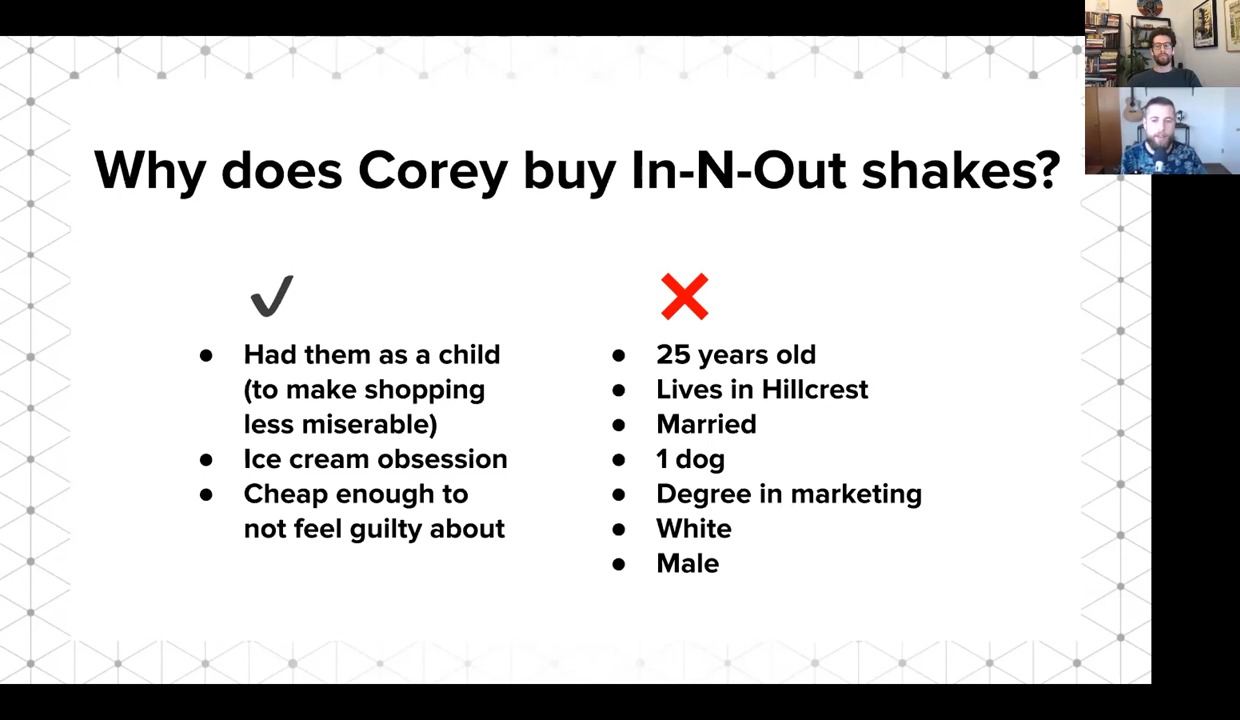 Why does Corey buy In-N-Out shakes?
✔
● Had them as a child
(to make shopping
less miserable)
● Ice cream obsession
● Cheap enough to
not feel guilty about
❌
● 25 years old
● Lives in Hillcrest
● Married
● 1 dog
● Degree in marketing
● White
● Male